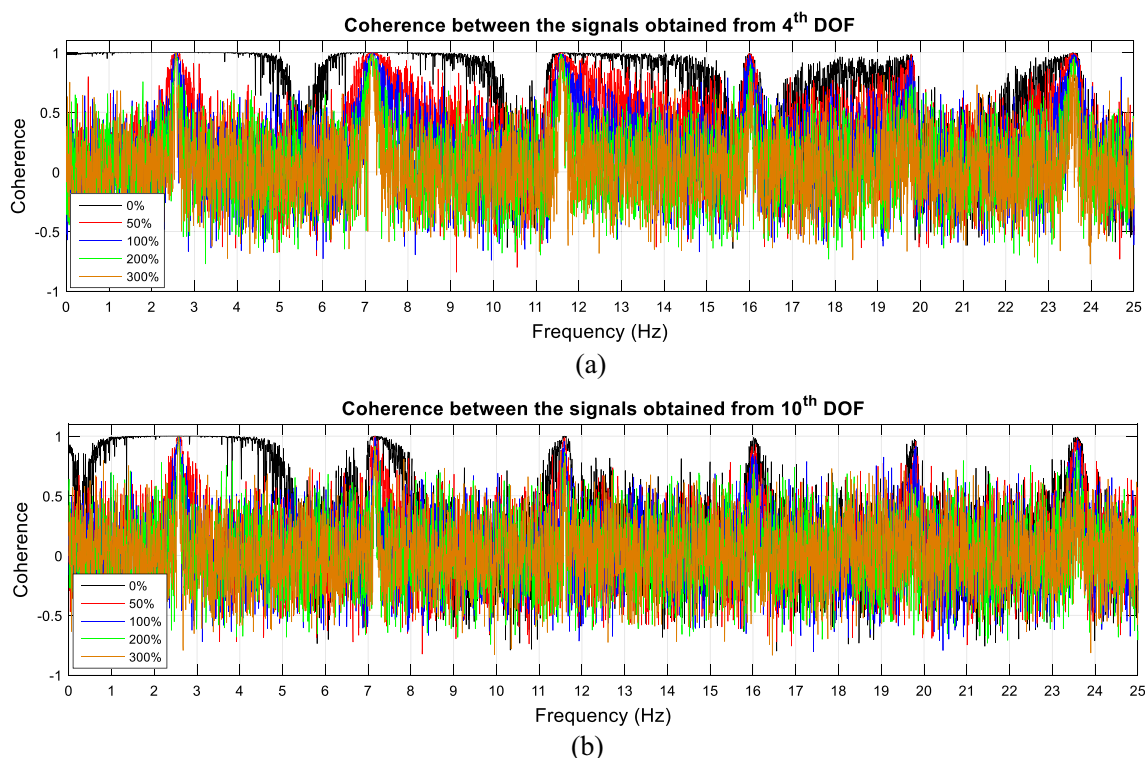 Coherence between the signals obtained from 4th DOF
1
0.5
0
-0.5
-1
Coherence
0%
50%
100%
200%
300%
0 1 2 3 4 5 6 7 8 9 10 11 12 13 14 15 16 17 18 19 20 21 22 23 24 25
Frequency (Hz)
(a)
Coherence between the signals obtained from 10th DOF
1
0.5
0
-0.5
-1
Coherence
0%
50%
100%
200%
300%
0 1 2 3 4 5 6 7 8 9 10 11 12 13 14 15 16 17 18 19 20 21 22 23 24 25
Frequency (Hz)
(b)